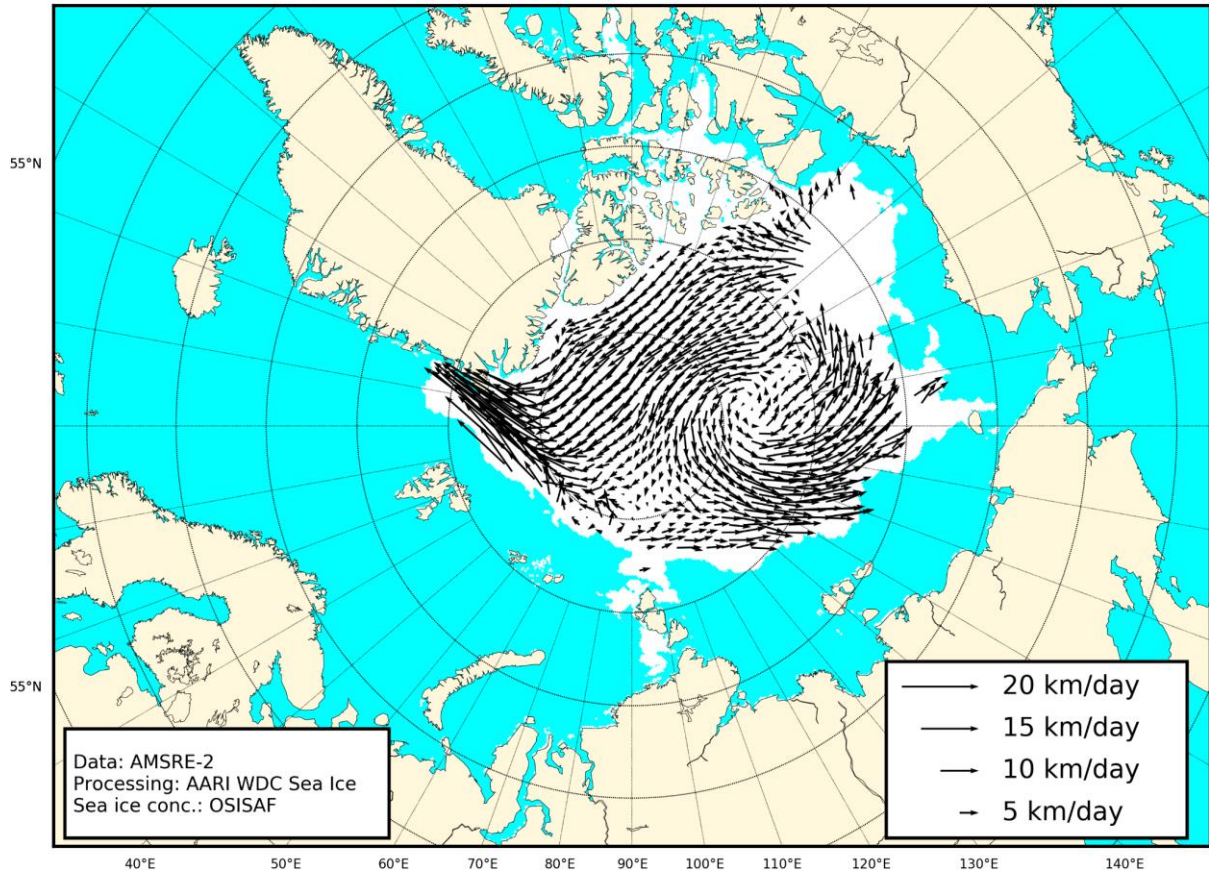 55°N
55°N
Data: AMSRE-2
Processing: AARI WDC Sea Ice
Sea ice conc.: OSISAF
20 km/day
15 km/day
10 km/day
5 km/day
40°E 50°E 60°E 70°E 80°E 90°E 100°E 110°E 120°E 130°E 140°E